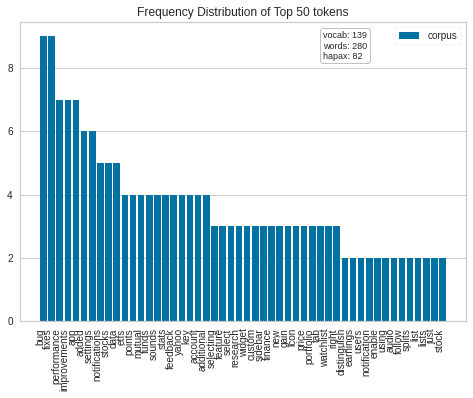 Frequency Distribution of Top 50 tokens
vocab: 139
words: 280
hapax: 82
corpus
8
6
4
2
0
bug
fixes
performance
improvements
app
added
settings
notifications
stocks
data
etfs
points
mutual
funds
sounds
stats
feedback
yahoo
key
account
additional
selecting
feature
select
research
widget
custom
sidebar
finance
new
gain
icon
price
portfolio
tab
watchlist
right
distinguish
earnings
users
notification
enable
using
audio
follow
splits
list
lists
just
stock